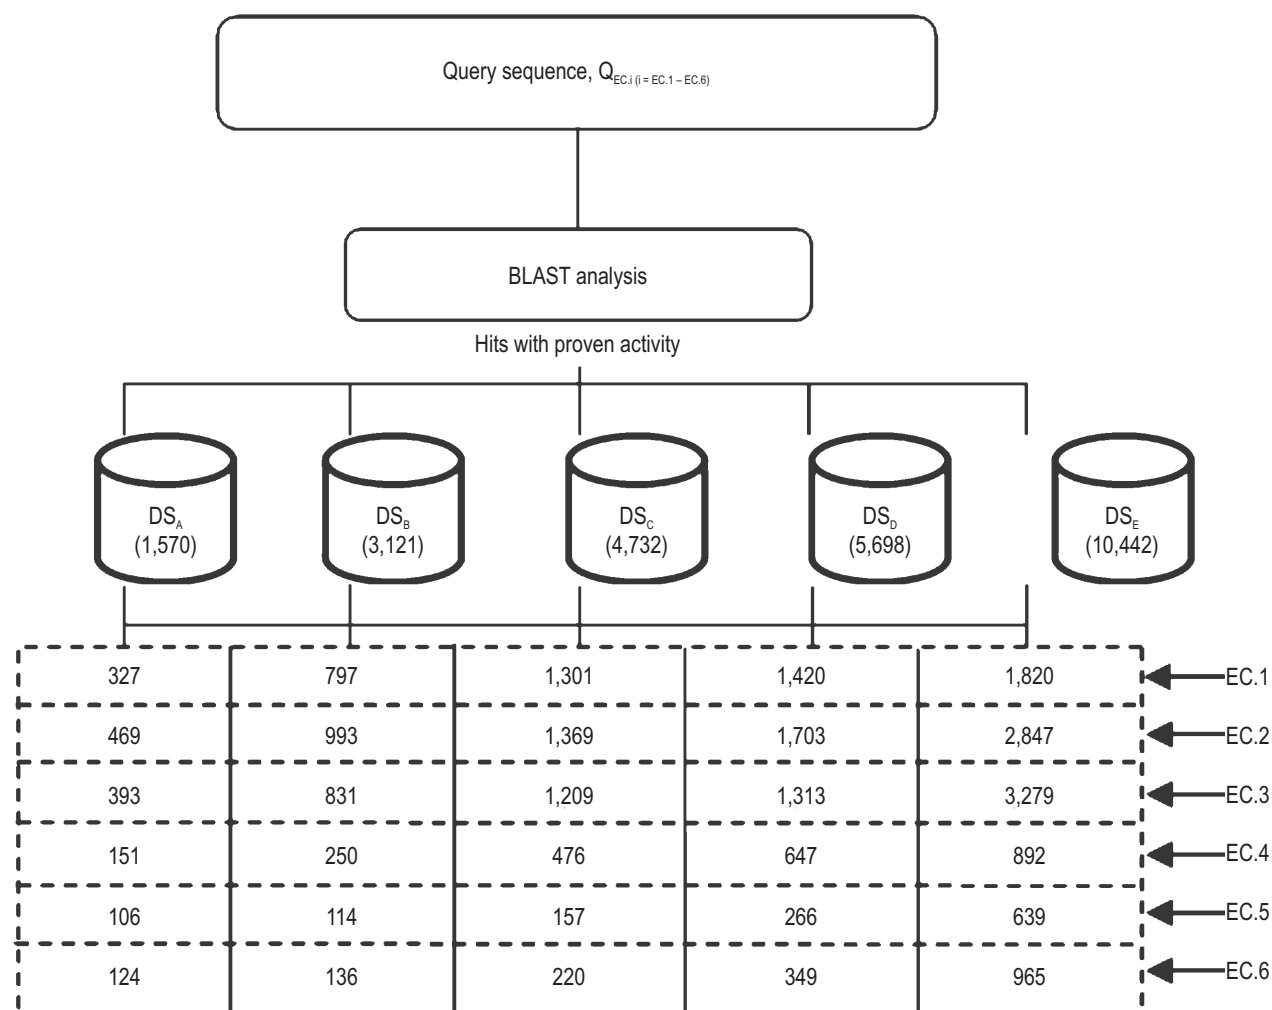 Query sequence, Q EC.i (i = EC.1 – EC.6)
BLAST analysis
Hits with proven activity
DS A
(1,570)
DS B
(3,121)
DS C
(4,732)
DS D
(5,698)
DS E
(10,442)
327 797 1,301 1,420 1,820 EC.1
469 993 1,369 1,703 2,847 EC.2
393 831 1,209 1,313 3,279 EC.3
151 250 476 647 892 EC.4
106 114 157 266 639 EC.5
124 136 220 349 965 EC.6